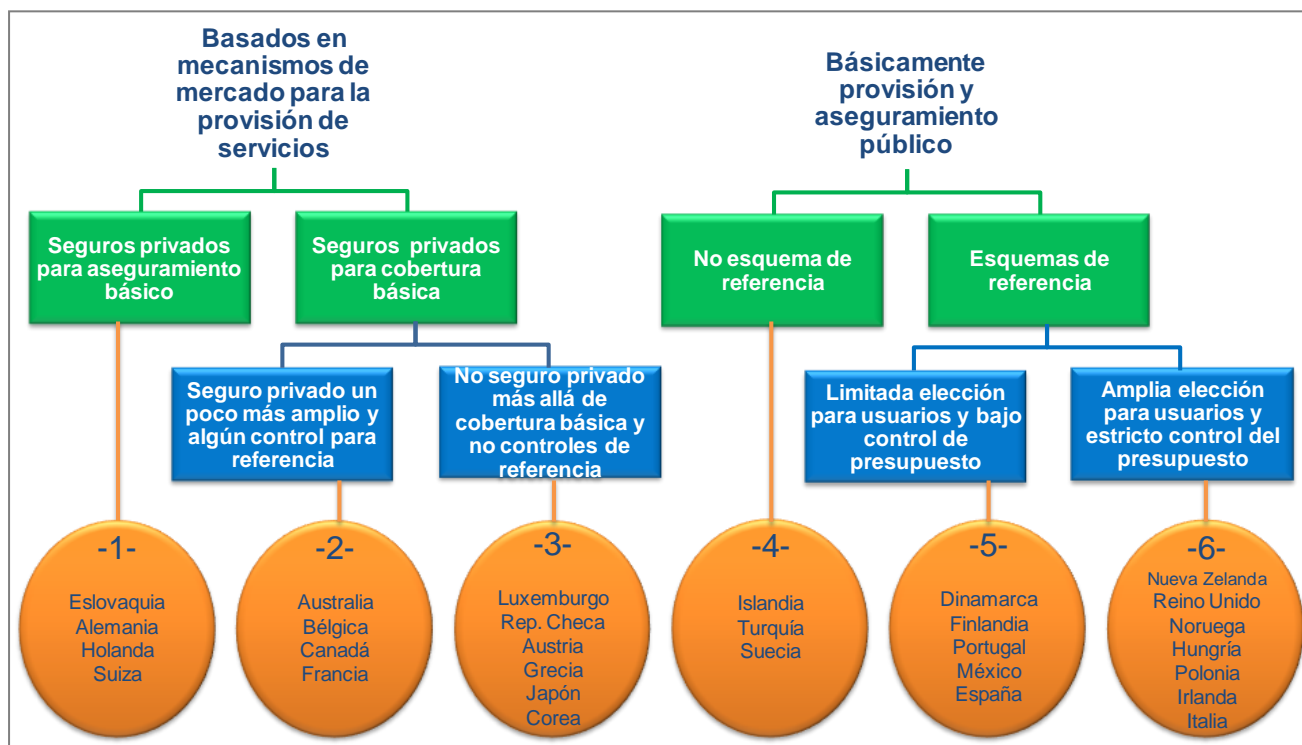 Basados en
mecanismos de
mercado para la
provisión de
servicios
Básicamente
provisión y
aseguramiento
público
Seguros privados
para aseguramiento
básico
Seguros privados
para cobertura
básica
No esquema de
referencia
Esquemas de
referencia
Seguro privado un
poco más amplio y
algún control para
referencia
No seguro privado
más allá de
cobertura básica y
no controles de
referencia
Limitada elección
para usuarios y bajo
control de
presupuesto
Amplia elección
para usuarios y
estricto control del
presupuesto
-1-
Eslovaquia
Alemania
Holanda
Suiza
-2-
Australia
Bélgica
Canadá
Francia
-3-
Luxemburgo
Rep. Checa
Austria
Grecia
Japón
Corea
-4-
Islandia
Turquía
Suecia
-5-
Dinamarca
Finlandia
Portugal
México
España
-6-
Nueva Zelanda
Reino Unido
Noruega
Hungría
Polonia
Irlanda
Italia